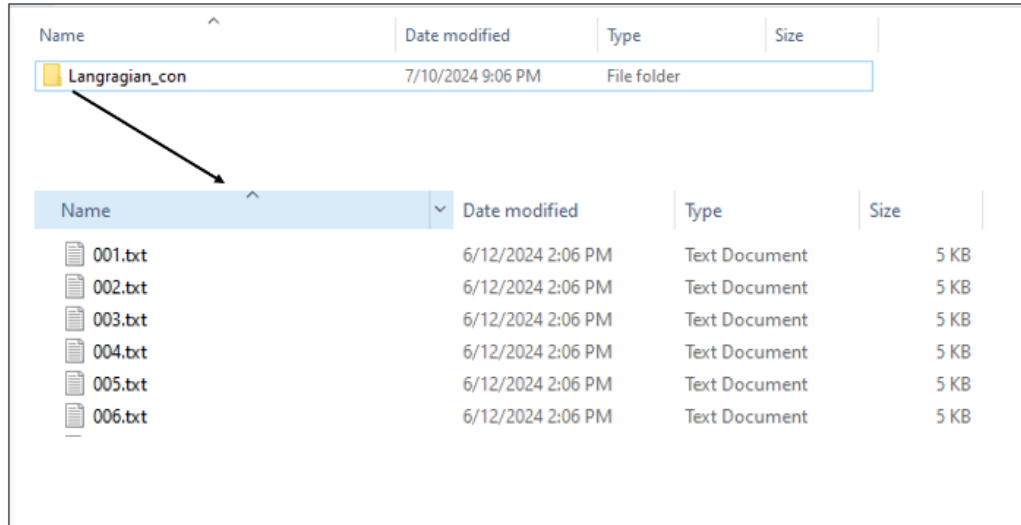 Name Date modified Type Size
Langragian_con 7/10/2024 9:06 PM File folder
Name Date modified Type Size
001.txt 6/12/2024 2:06 PM Text Document 5 KB
002.txt 6/12/2024 2:06 PM Text Document 5 KB
003.txt 6/12/2024 2:06 PM Text Document 5 KB
004.txt 6/12/2024 2:06 PM Text Document 5 KB
005.txt 6/12/2024 2:06 PM Text Document 5 KB
006.txt 6/12/2024 2:06 PM Text Document 5 KB